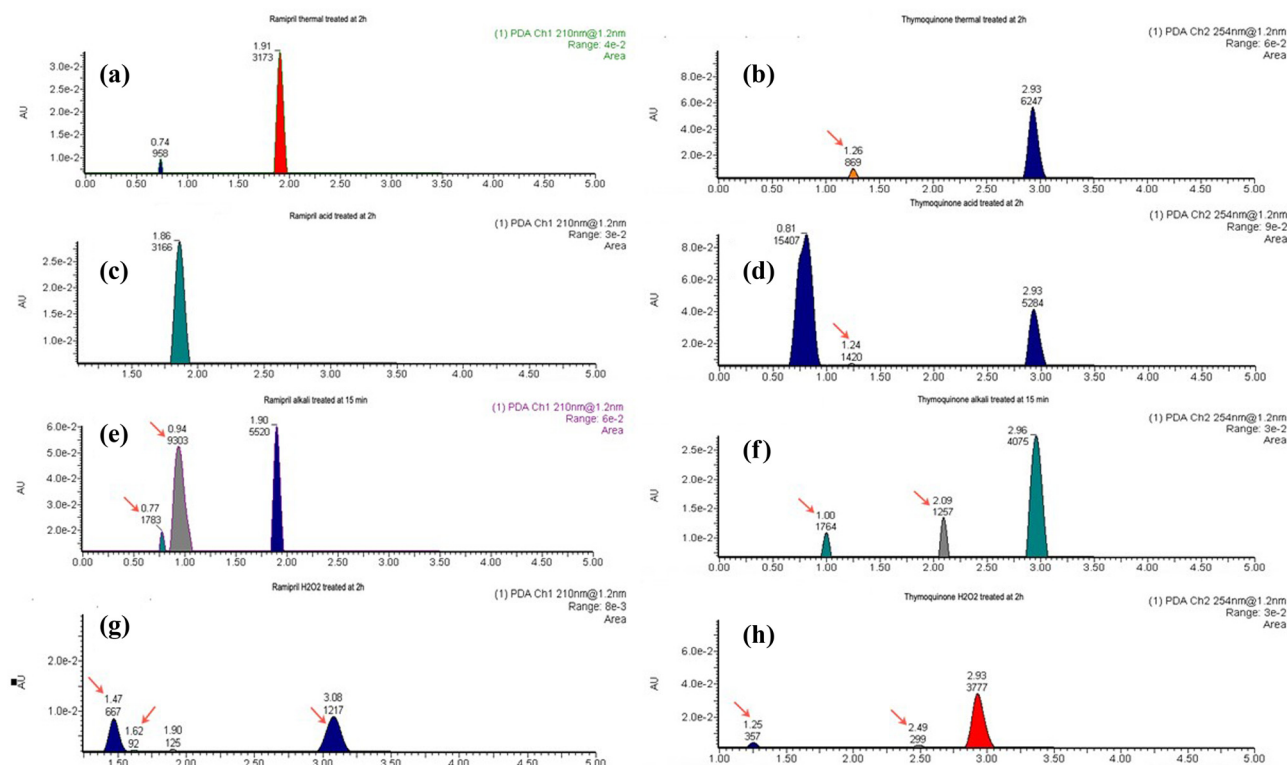 Ramipril thermal treated at 2h
(1) PDA Ch1 210nm@1.2nm
Range: 4e-2
Area
(a)
1.91
3173
0.74
958
AU
3.0e-2
2.5e-2
2.0e-2
1.5e-2
1.0e-2
0.00 0.50 1.00 1.50 2.00 2.50 3.00 3.50 4.00 4.50 5.00
Thymoquinone thermal at 2h
(1) PDA Ch2 254nm@1.2nm
Range: 6e-2
Area
(b)
2.93
6247
1.26
869
AU
8.0e-2
6.0e-2
4.0e-2
2.0e-2
0.00 0.50 1.00 1.50 2.00 2.50 3.00 3.50 4.00 4.50 5.00
Ramipril acid treated at 2h
(1) PDA Ch1 210nm@1.2nm
Range: 3e-2
Area
(c)
1.86
3166
AU
2.5e-2
2.0e-2
1.5e-2
1.0e-2
1.50 2.00 2.50 3.00 3.50 4.00 4.50 5.00
Thymoquinone acid treated at 2h
(1) PDA Ch2 254nm@1.2nm
Range: 9e-2
Area
(d)
0.81
15407
1.24
1420
2.93
5284
AU
8.0e-2
6.0e-2
4.0e-2
2.0e-2
0.00 0.50 1.00 1.50 2.00 2.50 3.00 3.50 4.00 4.50 5.00
Ramipril alkali treated at 15 min
(1) PDA Ch1 210nm@1.2nm
Range: 6e-2
Area
(e)
0.94
9303
0.77
1783
1.90
5520
AU
6.0e-2
5.0e-2
4.0e-2
3.0e-2
2.0e-2
0.00 0.50 1.00 1.50 2.00 2.50 3.00 3.50 4.00 4.50 5.00
Thymoquinone alkali treated at 15 min
(1) PDA Ch2 254nm@1.2nm
Range: 3e-2
Area
(f)
2.96
4075
2.09
1257
1.00
1764
AU
2.5e-2
2.0e-2
1.5e-2
1.0e-2
0.00 0.50 1.00 1.50 2.00 2.50 3.00 3.50 4.00 4.50 5.00
Ramipril H2O2 treated at 2h
(1) PDA Ch1 210nm@1.2nm
Range: 8e-3
Area
(g)
1.47
667
1.62
92
1.90
125
3.08
1217
AU
2.0e-2
1.0e-2
1.50 2.00 2.50 3.00 3.50 4.00 4.50 5.00
Thymoquinone H2O2 treated at 2h
(1) PDA Ch2 254nm@1.2nm
Range: 3e-2
Area
(h)
2.93
3777
2.49
299
1.25
357
AU
6.0e-2
4.0e-2
2.0e-2
1.00 1.50 2.00 2.50 3.00 3.50 4.00 4.50 5.00